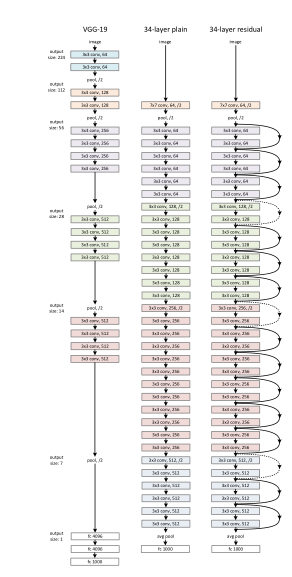 VGG-19
image
output
size: 224
3x3 conv, 64
3x3 conv, 64
output
size: 112
pool, /2
3x3 conv, 128
3x3 conv, 128
pool, /2
output
size: 56
3x3 conv, 256
3x3 conv, 256
3x3 conv, 256
3x3 conv, 256
output
size: 28
pool, /2
3x3 conv, 512
3x3 conv, 512
3x3 conv, 512
3x3 conv, 512
output
size: 14
pool, /2
3x3 conv, 512
3x3 conv, 512
3x3 conv, 512
3x3 conv, 512
output
size: 7
pool, /2
output
size: 1
fc 4096
fc 4096
fc 1000
34-layer plain
image
7x7 conv, 64, /2
pool, /2
3x3 conv, 64
3x3 conv, 64
3x3 conv, 64
3x3 conv, 64
3x3 conv, 64
3x3 conv, 64
3x3 conv, 128, /2
3x3 conv, 128
3x3 conv, 128
3x3 conv, 128
3x3 conv, 128
3x3 conv, 128
3x3 conv, 128
3x3 conv, 128
3x3 conv, 256, /2
3x3 conv, 256
3x3 conv, 256
3x3 conv, 256
3x3 conv, 256
3x3 conv, 256
3x3 conv, 256
3x3 conv, 256
3x3 conv, 256
3x3 conv, 256
3x3 conv, 256
3x3 conv, 256
3x3 conv, 512, /2
3x3 conv, 512
3x3 conv, 512
3x3 conv, 512
3x3 conv, 512
3x3 conv, 512
avg pool
fc 1000
34-layer residual
image
7x7 conv, 64, /2
pool, /2
3x3 conv, 64
3x3 conv, 64
3x3 conv, 64
3x3 conv, 64
3x3 conv, 64
3x3 conv, 64
3x3 conv, 128, /2
3x3 conv, 128
3x3 conv, 128
3x3 conv, 128
3x3 conv, 128
3x3 conv, 128
3x3 conv, 128
3x3 conv, 128
3x3 conv, 256, /2
3x3 conv, 256
3x3 conv, 256
3x3 conv, 256
3x3 conv, 256
3x3 conv, 256
3x3 conv, 256
3x3 conv, 256
3x3 conv, 256
3x3 conv, 256
3x3 conv, 256
3x3 conv, 256
3x3 conv, 512, /2
3x3 conv, 512
3x3 conv, 512
3x3 conv, 512
3x3 conv, 512
3x3 conv, 512
avg pool
fc 1000